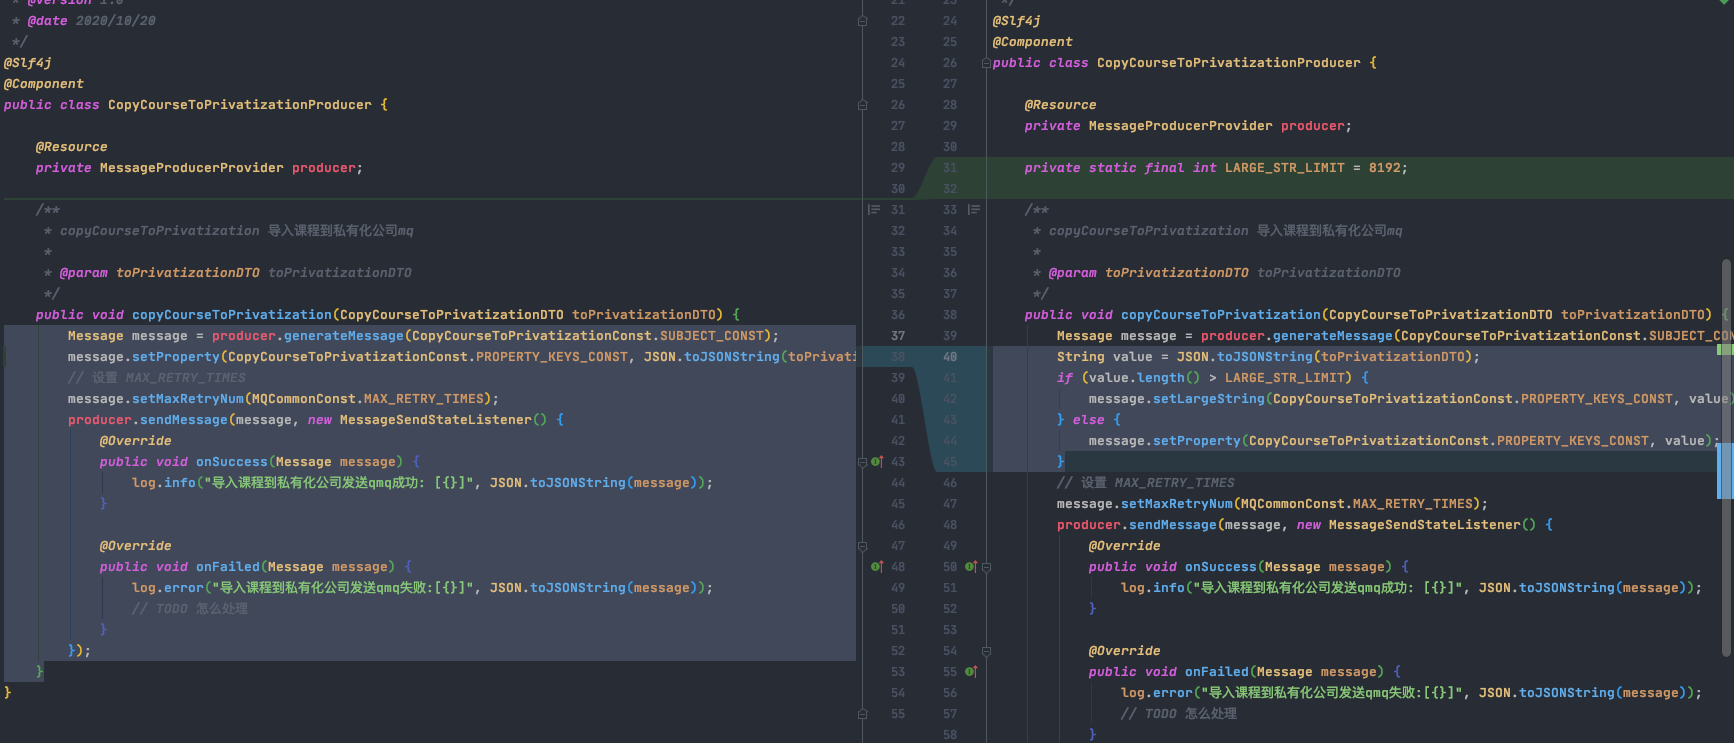 * @version 1.0
* @date 2020/10/20
*/
@Slf4j
@Component
public class CopyCourseToPrivatizationProducer {
@Resource
private MessageProducerProvider producer;
/**
* copyCourseToPrivatization 导入课程到私有化公司mq
*
* @param toPrivatizationDTO toPrivatizationDTO
*/
public void copyCourseToPrivatization(CopyCourseToPrivatizationDTO toPrivatizationDTO) {
Message message = producer.generateMessage(CopyCourseToPrivatizationConst.SUBJECT_CONST);
message.setProperty(CopyCourseToPrivatizationConst.PROPERTY_KEYS_CONST, JSON.toJSONString(toPrivati
// 设置 MAX_RETRY_TIMES
message.setMaxRetryNum(MQCommonConst.MAX_RETRY_TIMES);
producer.sendMessage(message, new MessageSendStateListener() {
@Override
public void onSuccess(Message message) {
log.info("导入课程到私有化公司发送qmq成功: [{}]", JSON.toJSONString(message));
}
@Override
public void onFailed(Message message) {
log.error("导入课程到私有化公司发送qmq失败:[{}]", JSON.toJSONString(message));
// TODO 怎么处理
}
});
}
}
21
22
23
24
25
26
27
28
29
30
31
32
33
34
35
36
37
38
39
40
41
42
43
44
45
46
47
48
49
50
51
52
53
54
55
23
24
25
26
27
28
29
30
31
32
33
34
35
36
37
38
39
40
41
42
43
44
45
46
47
48
49
50
51
52
53
54
55
56
57
58
*/
@Slf4j
@Component
public class CopyCourseToPrivatizationProducer {
@Resource
private MessageProducerProvider producer;
private static final int LARGE_STR_LIMIT = 8192;
/**
* copyCourseToPrivatization 导入课程到私有化公司mq
*
* @param toPrivatizationDTO toPrivatizationDTO
*/
public void copyCourseToPrivatization(CopyCourseToPrivatizationDTO toPrivatizationDTO) {
Message message = producer.generateMessage(CopyCourseToPrivatizationConst.SUBJECT_CON
String value = JSON.toJSONString(toPrivatizationDTO);
if (value.length() > LARGE_STR_LIMIT) {
message.setLargeString(CopyCourseToPrivatizationConst.PROPERTY_KEYS_CONST, value)
} else {
message.setProperty(CopyCourseToPrivatizationConst.PROPERTY_KEYS_CONST, value);
}
// 设置 MAX_RETRY_TIMES
message.setMaxRetryNum(MQCommonConst.MAX_RETRY_TIMES);
producer.sendMessage(message, new MessageSendStateListener() {
@Override
public void onSuccess(Message message) {
log.info("导入课程到私有化公司发送qmq成功: [{}]", JSON.toJSONString(message));
}
@Override
public void onFailed(Message message) {
log.error("导入课程到私有化公司发送qmq失败:[{}]", JSON.toJSONString(message));
// TODO 怎么处理
}